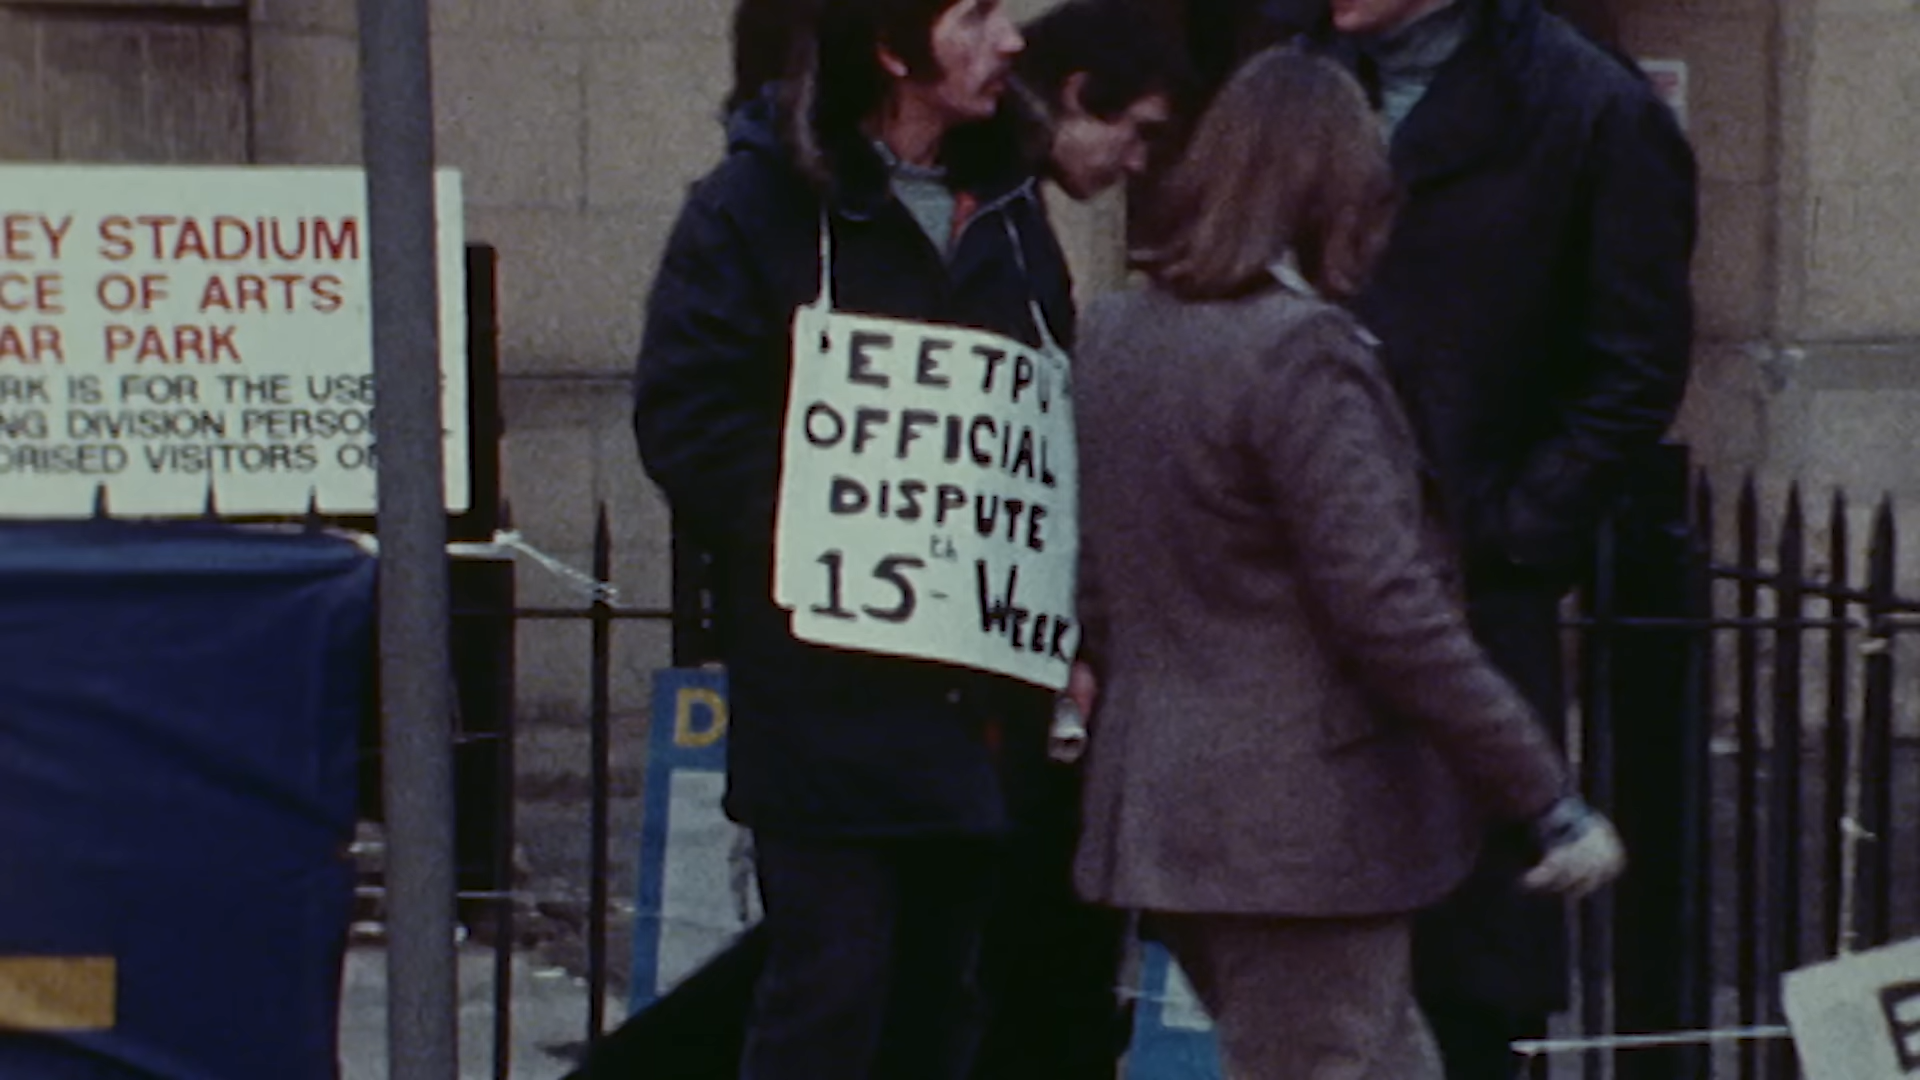 EY STADIUM
CE OF ARTS
AR PARK
RK IS FOR THE USE
NG DIVISION PERSO
ORISED VISITORS O
'EETPU'
OFFICIAL
DISPUTE
15th WEEK
D
E